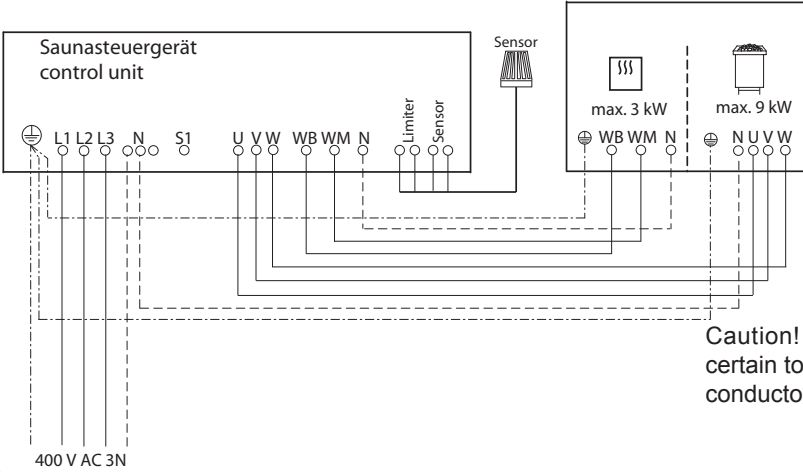 Saunasteuergerät
control unit
Sensor
max. 3 kW
max. 9 kW
Limiter
Sensor
L1 L2 L3 N S1 U V W WB WM N
WB WM N
N U V W
Caution!
certain to
conducto
400 V AC 3N